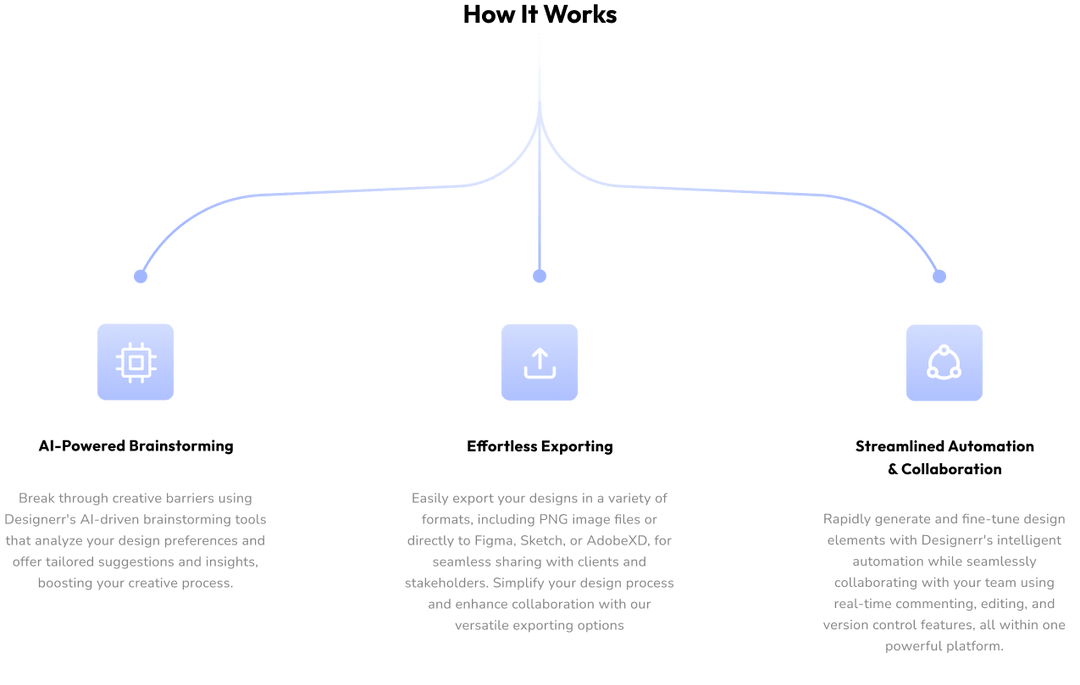 How It Works
AI-Powered Brainstorming
Break through creative barriers using
Designerr's AI-driven brainstorming tools
that analyze your design preferences and
offer tailored suggestions and insights,
boosting your creative process.
Effortless Exporting
Easily export your designs in a variety of
formats, including PNG image files or
directly to Figma, Sketch, or AdobeXD, for
seamless sharing with clients and
stakeholders. Simplify your design process
and enhance collaboration with our
versatile exporting options
Streamlined Automation
& Collaboration
Rapidly generate and fine-tune design
elements with Designerr's intelligent
automation while seamlessly
collaborating with your team using
real-time commenting, editing, and
version control features, all within one
powerful platform.